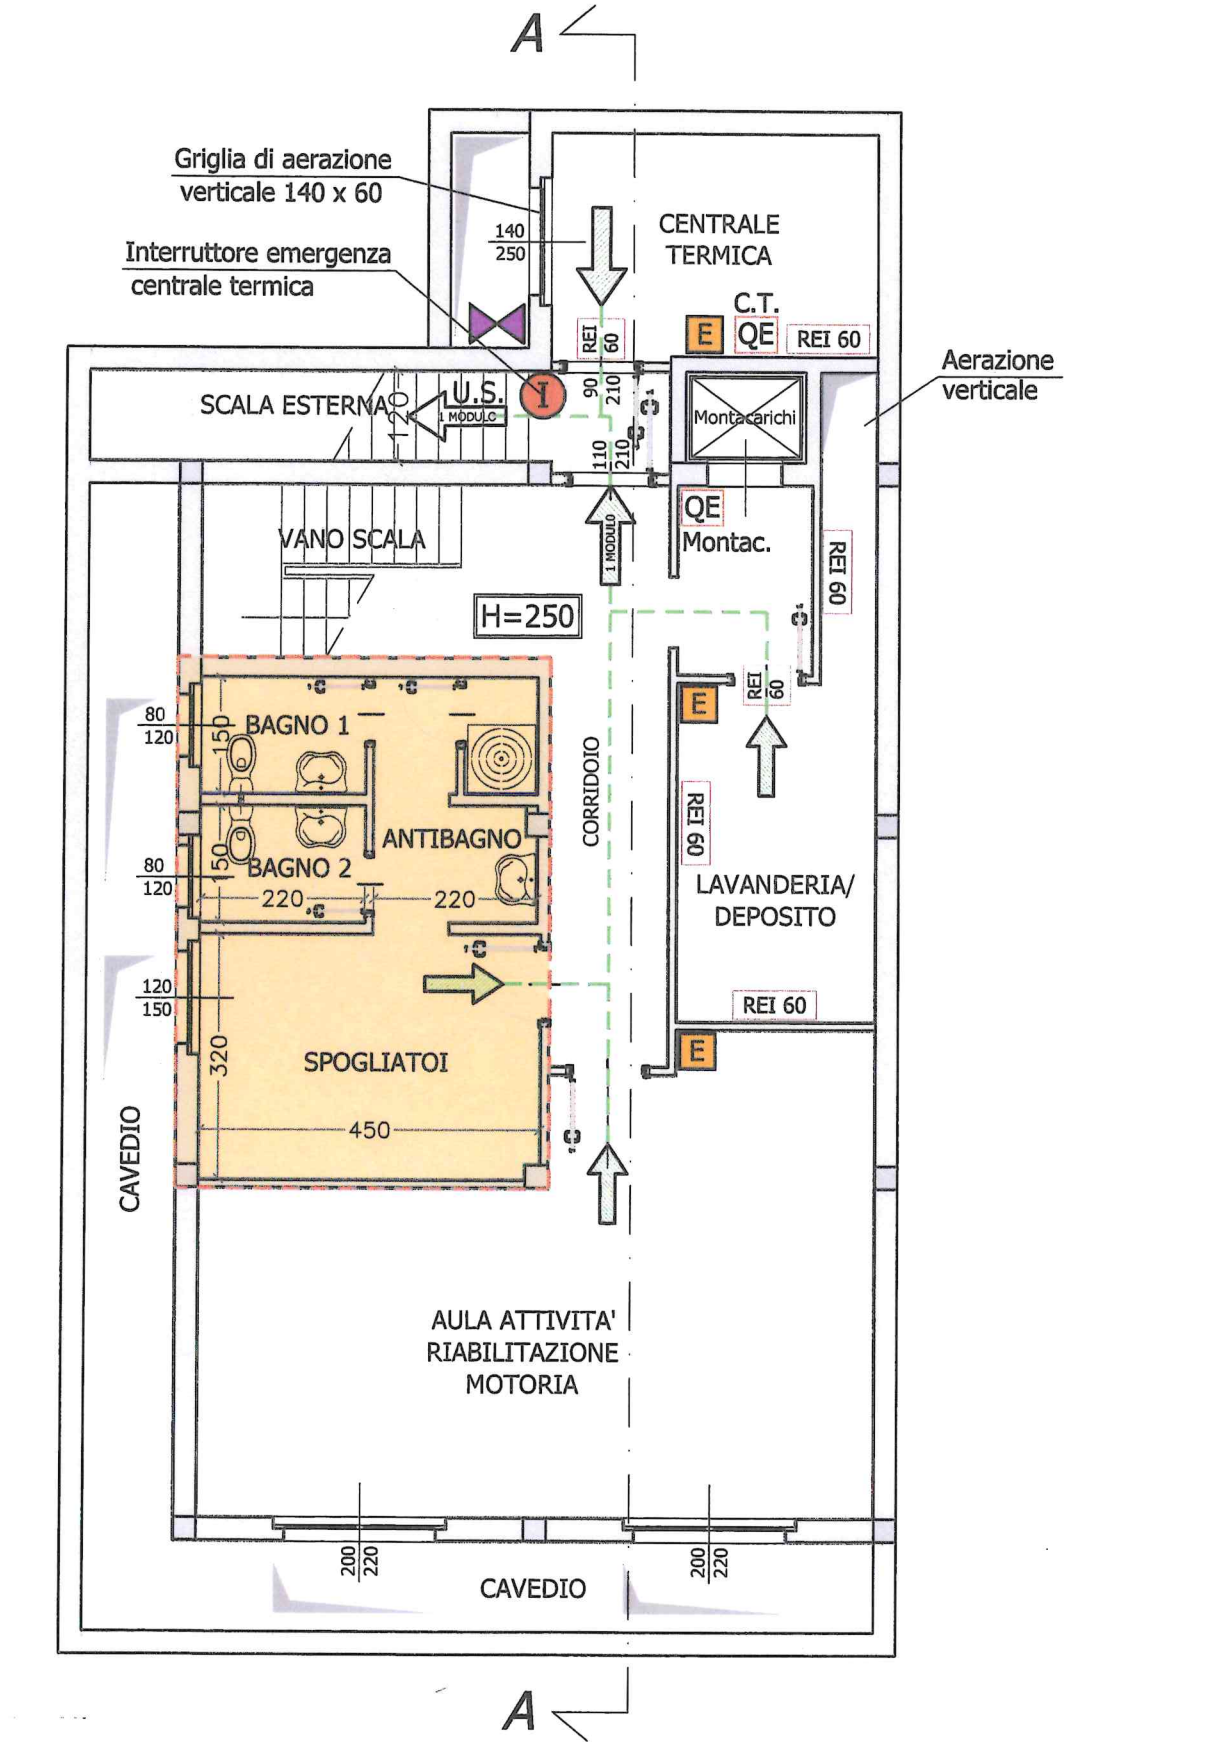 A
Griglia di aerazione
verticale 140 x 60
Interruttore emergenza
centrale termica
140
250
CENTRALE
TERMICA
C.T.
E
QE
REI 60
REI
60
Aerazione
verticale
SCALA ESTERNA
120
U.S.
1 MODULO
I
90
210
110
210
Montacarichi
QE
Montac.
1 MODULO
VANO SCALA
H=250
REI 60
REI
60
E
80
120
BAGNO 1
150
CORRIDOIO
ANTIBAGNO
REI 60
80
120
BAGNO 2
150
220
220
LAVANDERIA/
DEPOSITO
120
150
REI 60
320
SPOGLIATOI
E
450
CAVEDIO
AULA ATTIVITA'
RIABILITAZIONE
MOTORIA
200
220
200
220
CAVEDIO
A